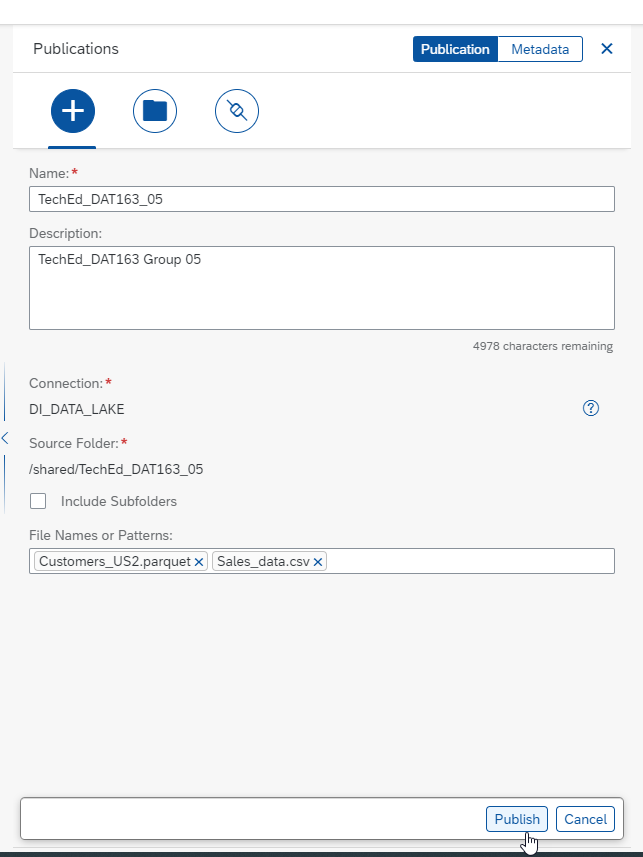 Publications
Publication Metadata
Name:*
TechEd_DAT163_05
Description:
TechEd_DAT163 Group 05
4978 characters remaining
Connection:*
DI_DATA_LAKE
Source Folder:*
/shared/TechEd_DAT163_05
Include Subfolders
File Names or Patterns:
Customers_US2.parquet Sales_data.csv
Publish Cancel